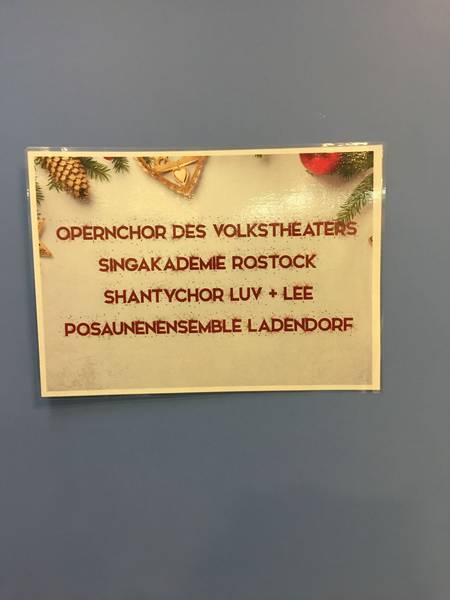 OPERNCHOR DES VOLKSTHEATERS
SINGAKADEMIE ROSTOCK
SHANTYCHOR LUV + LEE
POSAUNENENSEMBLE LADENDORF